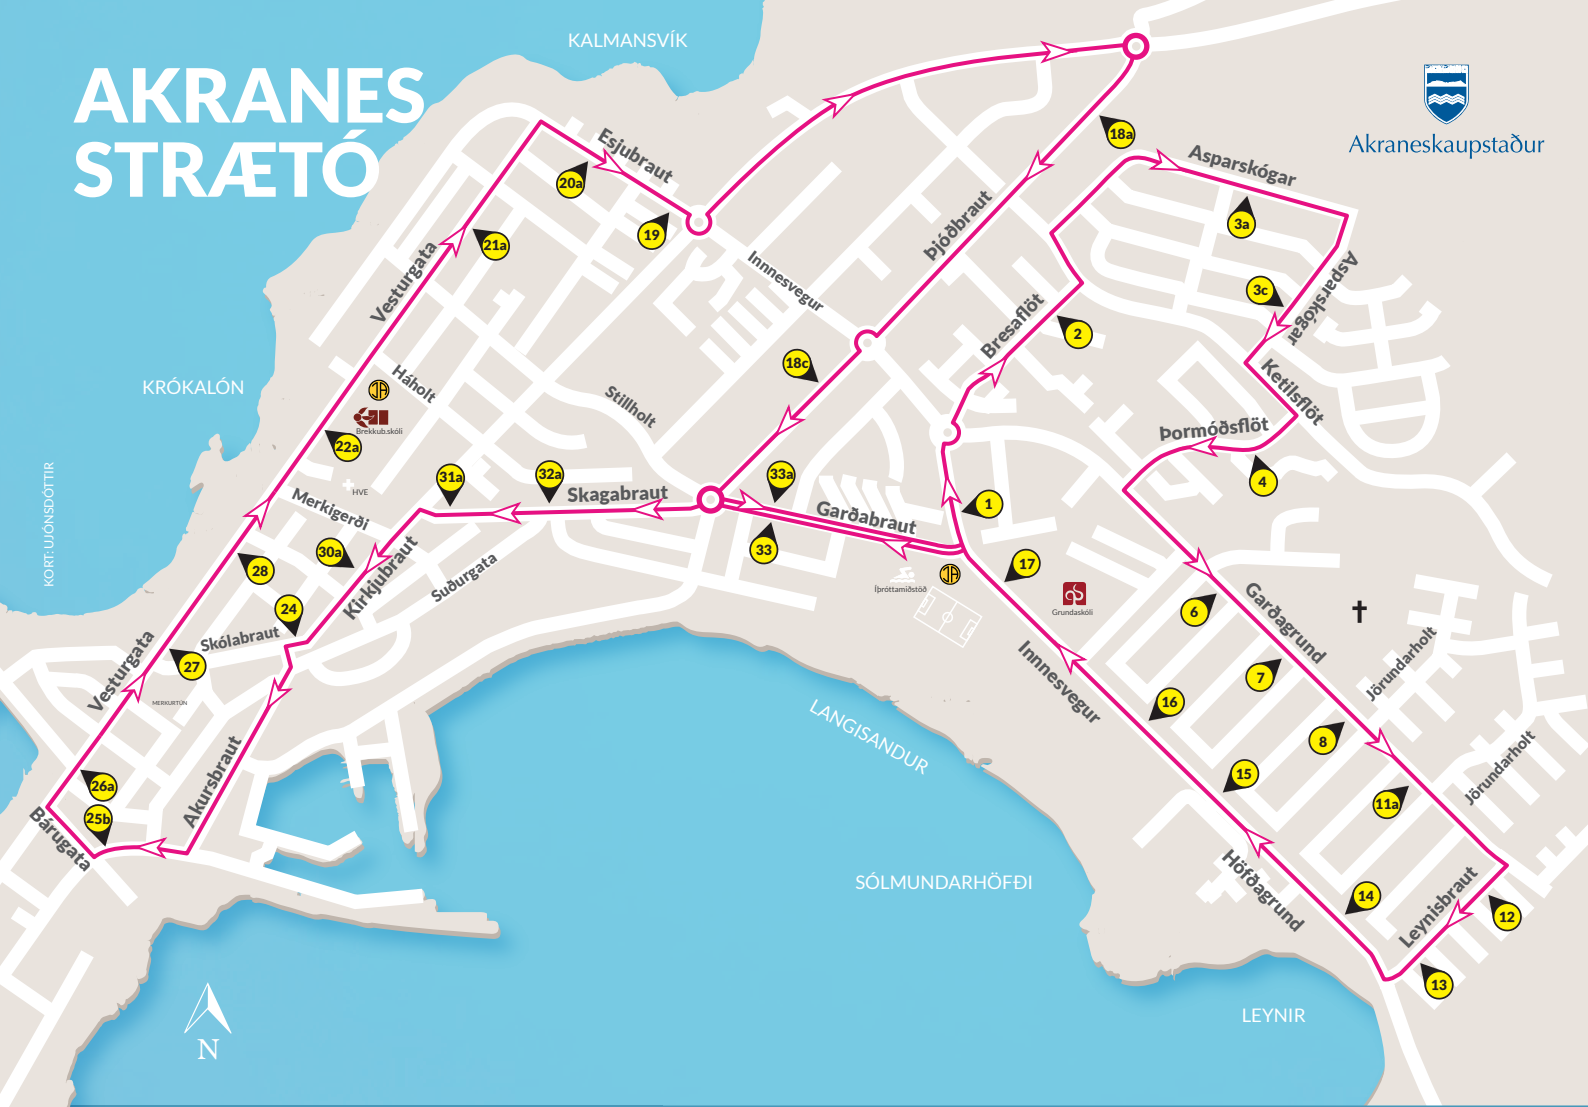 AKRANES
STRÆTÓ
KALMANSVÍK
Akraneskaupstaður
18a
Asparskógar
3a
Esjubraut
20a
19
21a
Vesturgata
Innnesvegur
Þjóðbraut
Asparskógar
3c
Bresaflöt
2
18c
KRÓKALÓN
Háholt
ÍA
Brekkub.skóli
Stillholt
Ketilsflöt
Þormóðsflöt
22a
31a
32a
33a
4
HVE
Merkigerði
Skagabraut
Garðabraut
1
KORT: UJÓNSDÓTTIR
28
30a
Kirkjubraut
Suðurgata
33
17
ÍA
Íþróttamiðstöð
Grundaskóli
6
Garðagrund
24
Skólabraut
27
Vesturgata
MERKURTÚN
Innnesvegur
7
Jörundarholt
16
LANGISANDUR
8
Akursbraut
26a
25b
Bárugata
15
11a
Jörundarholt
Höfðagrund
SÓLMUNDARHÖFÐI
14
Leynisbraut
12
13
LEYNIR
N